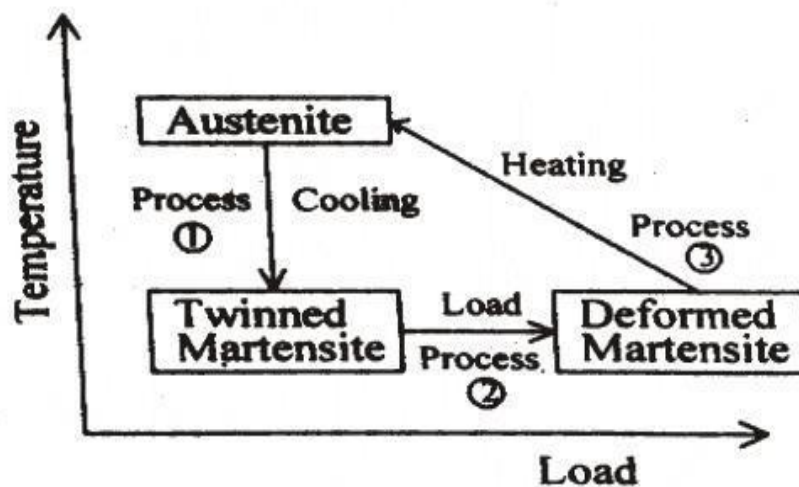 Temperature
Austenite
Heating
Process
①
Cooling
Process
③
Twinned
Martensite
Load
Process
②
Deformed
Martensite
Load